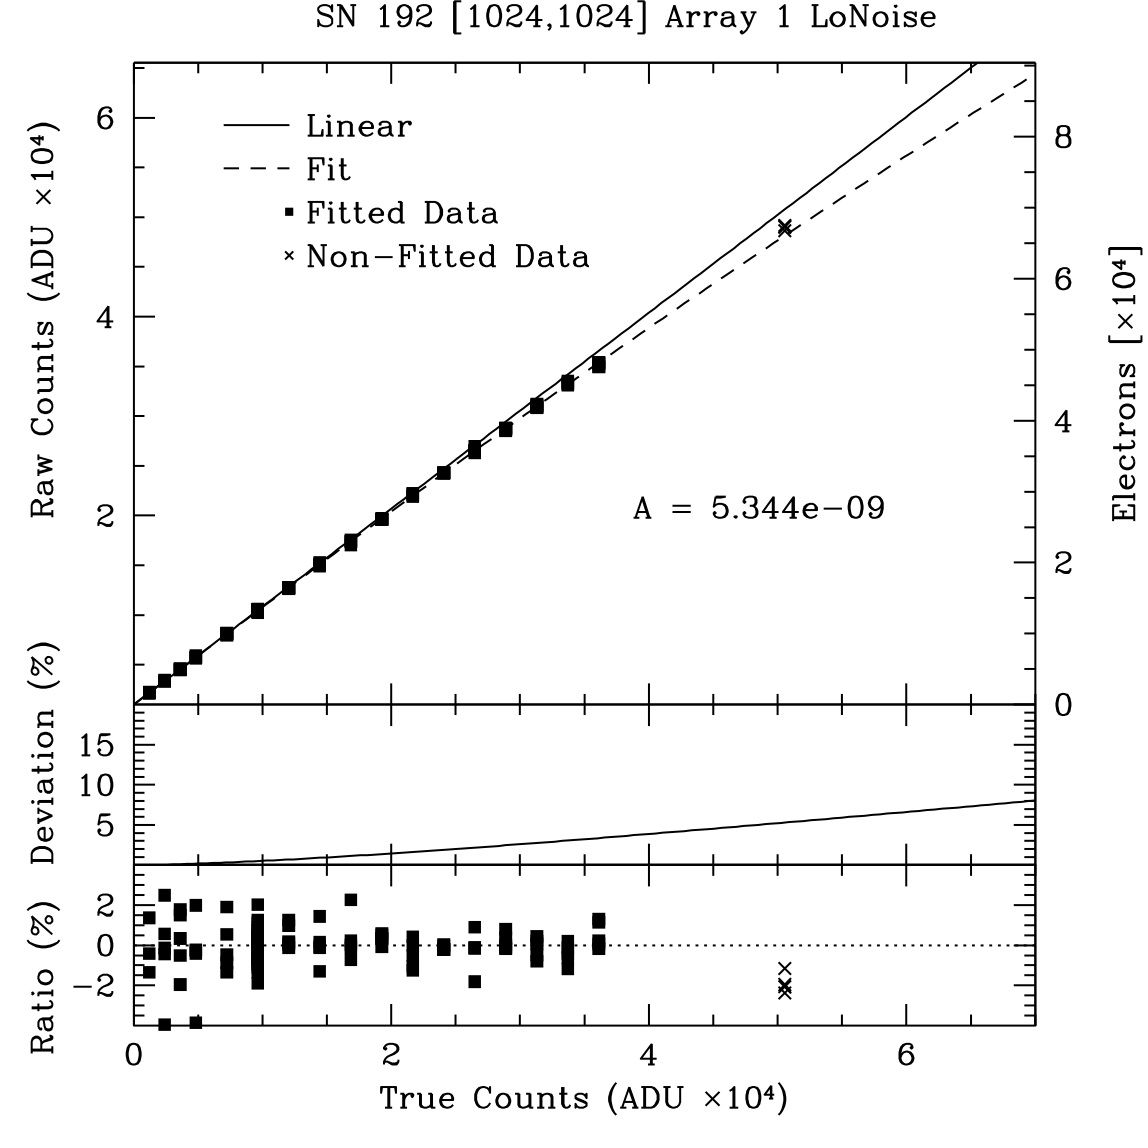 SN 192 [1024,1024] Array 1 LoNoise
Linear
Fit
Fitted Data
Non−Fitted Data
A = 5.344e−09
Raw Counts (ADU ×10⁴)
6
4
2
Electrons [×10⁴]
8
6
4
2
0
Deviation (%)
15
10
5
Ratio (%)
2
0
−2
0 2 4 6
True Counts (ADU ×10⁴)